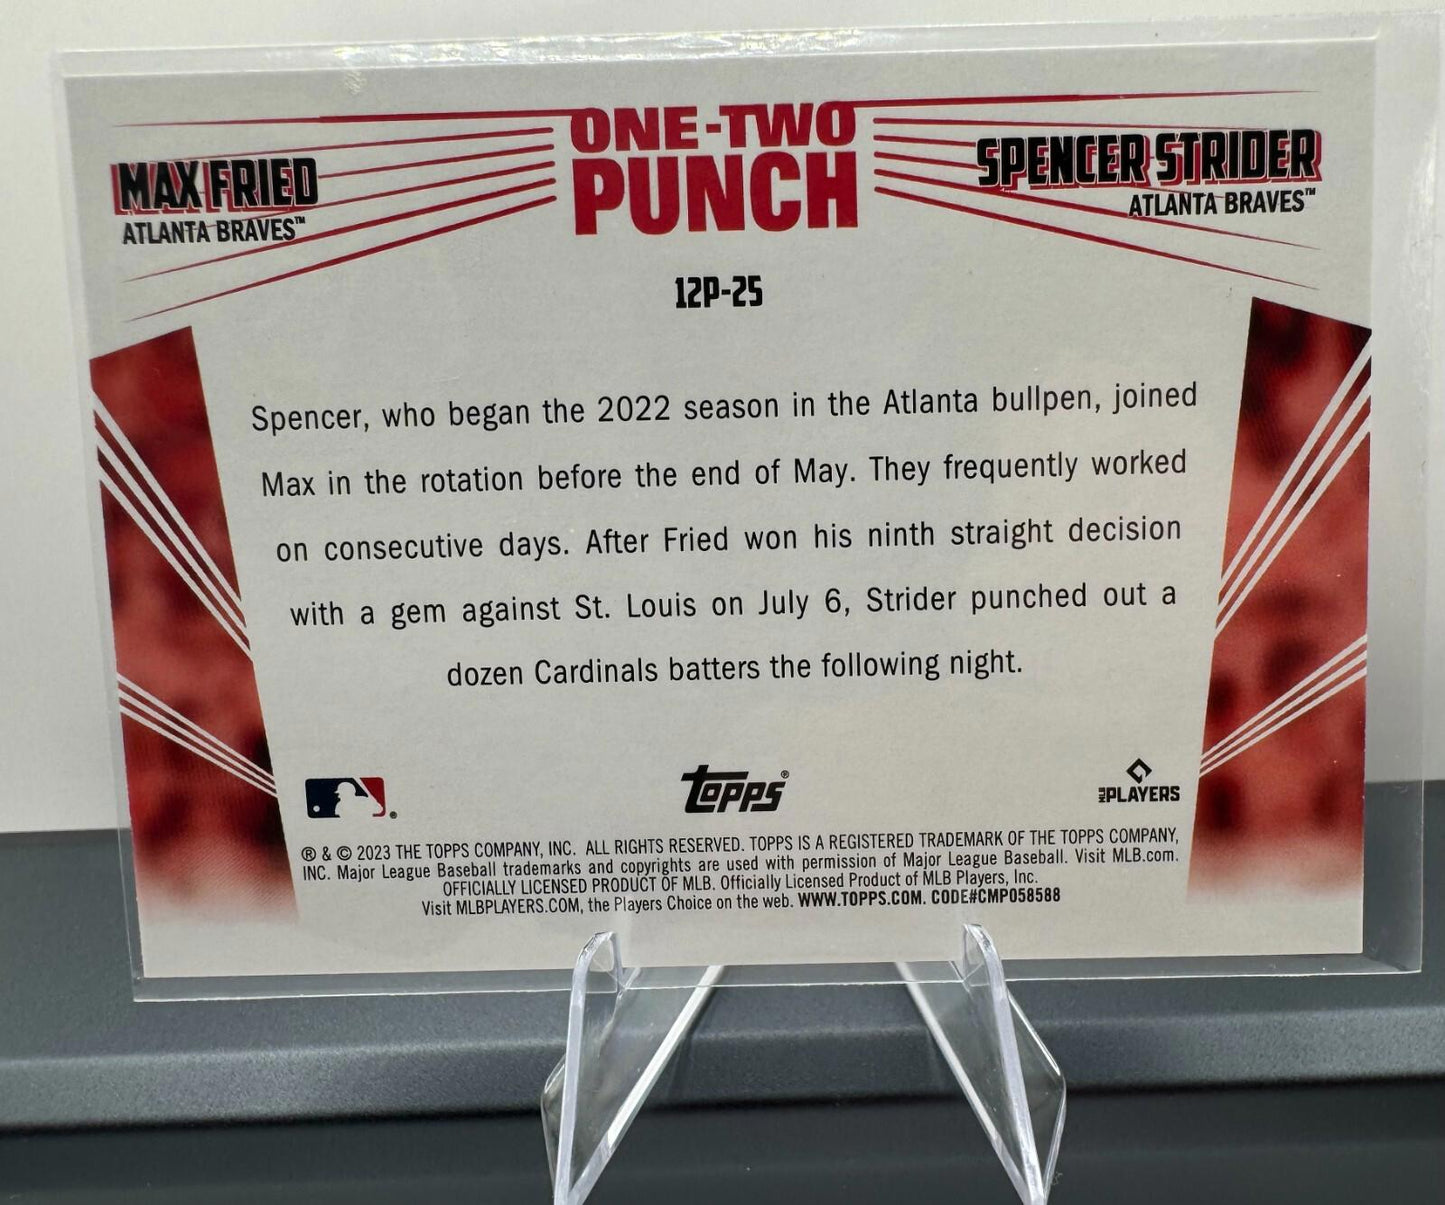 ONE-TWO
PUNCH
MAX FRIED
ATLANTA BRAVES™
SPENCER STRIDER
ATLANTA BRAVES™
12P-25
Spencer, who began the 2022 season in the Atlanta bullpen, joined
Max in the rotation before the end of May. They frequently worked
on consecutive days. After Fried won his ninth straight decision
with a gem against St. Louis on July 6, Strider punched out a
dozen Cardinals batters the following night.
Topps®
MLB PLAYERS
® & © 2023 THE TOPPS COMPANY, INC. ALL RIGHTS RESERVED. TOPPS IS A REGISTERED TRADEMARK OF THE TOPPS COMPANY,
INC. Major League Baseball trademarks and copyrights are used with permission of Major League Baseball. Visit MLB.com.
OFFICIALLY LICENSED PRODUCT OF MLB. Officially Licensed Product of MLB Players, Inc.
Visit MLBPLAYERS.COM, the Players Choice on the web. WWW.TOPPS.COM. CODE#CMP058588